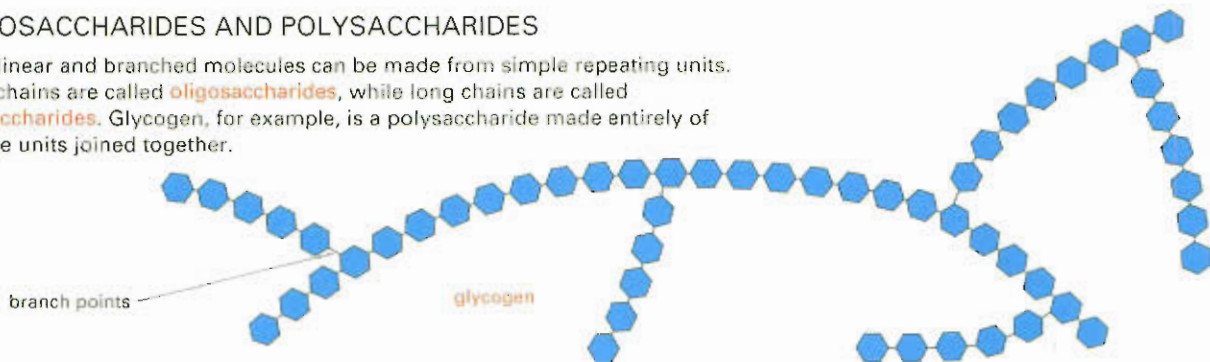 OSACCHARIDES AND POLYSACCHARIDES
linear and branched molecules can be made from simple repeating units.
chains are called oligosaccharides, while long chains are called
ccharides. Glycogen, for example, is a polysaccharide made entirely of
e units joined together.
branch points
glycogen